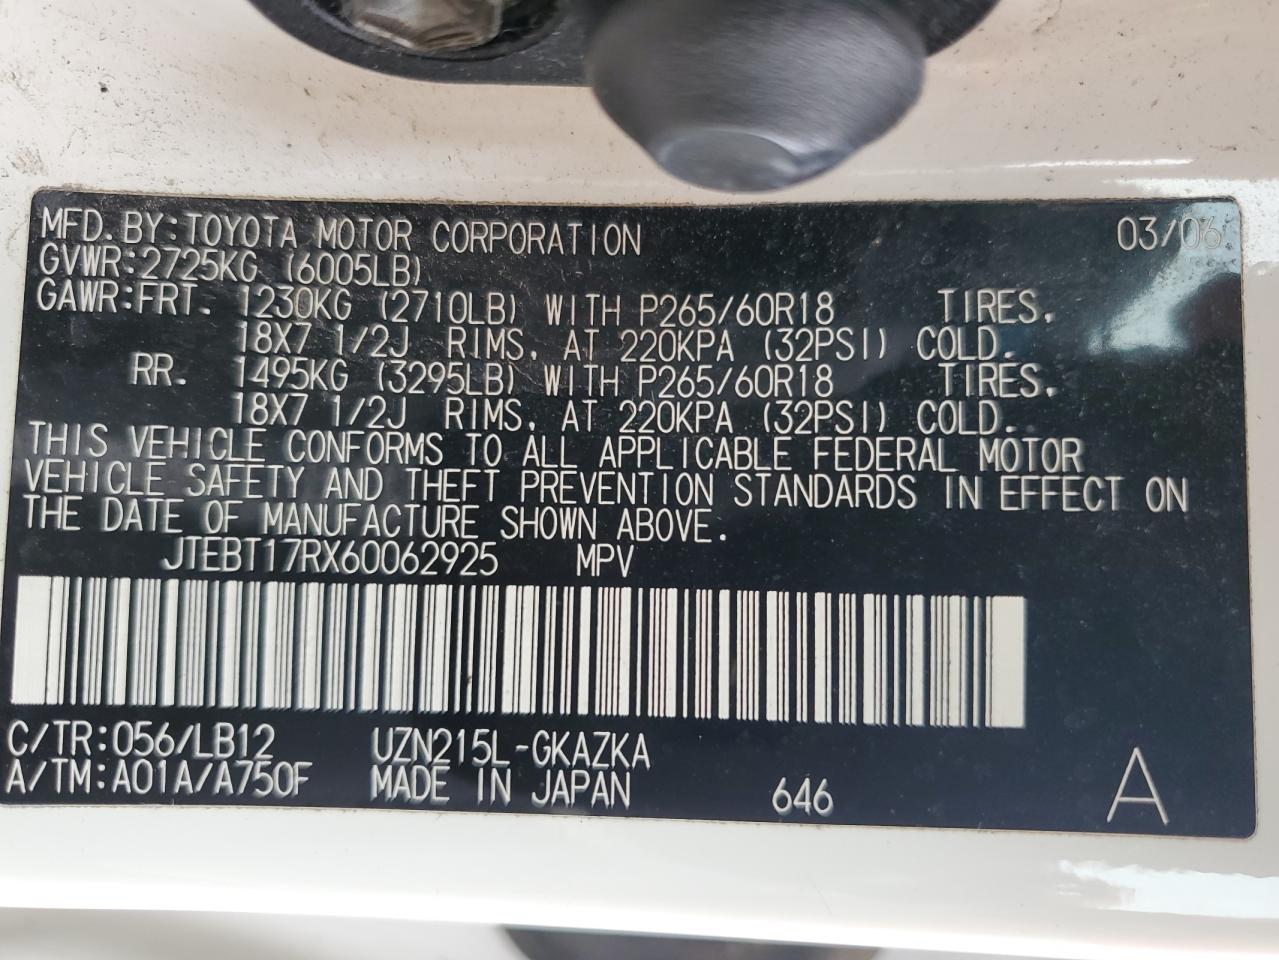 MFD. BY:TOYOTA MOTOR CORPORATION 03/06
GVWR:2725KG (6005LB)
GAWR:FRT. 1230KG (2710LB) WITH P265/60R18 TIRES,
18X7 1/2J RIMS, AT 220KPA (32PSI) COLD.
RR. 1495KG (3295LB) WITH P265/60R18 TIRES,
18X7 1/2J RIMS, AT 220KPA (32PSI) COLD.
THIS VEHICLE CONFORMS TO ALL APPLICABLE FEDERAL MOTOR
VEHICLE SAFETY AND THEFT PREVENTION STANDARDS IN EFFECT ON
THE DATE OF MANUFACTURE SHOWN ABOVE.
JTEBT17RX60062925 MPV
C/TR:056/LB12 UZN215L-GKAZKA
A/TM:A01A/A750F MADE IN JAPAN 646 A